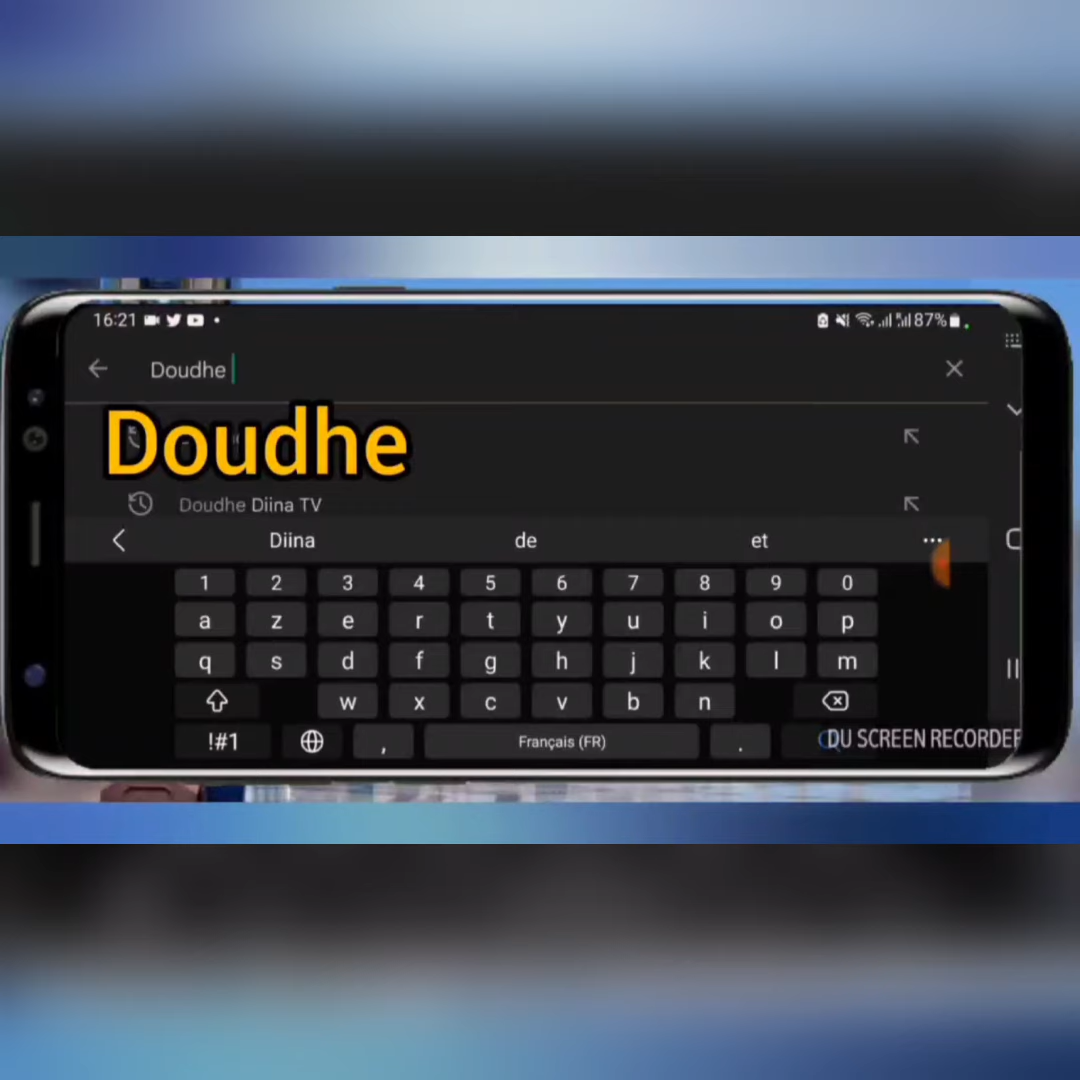 16:21 87%
Doudhe
Doudhe
Doudhe Diina TV
Diina de et
1 2 3 4 5 6 7 8 9 0
a z e r t y u i o p
q s d f g h j k l m
w x c v b n
!#1 , Français (FR) .
DU SCREEN RECORDER